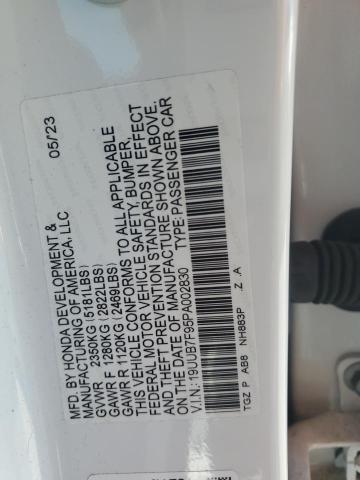 MFD. BY HONDA DEVELOPMENT &
MANUFACTURING OF AMERICA, LLC 05/23
GVWR 2350KG (5181LBS)
GAWR F 1280KG (2822LBS)
GAWR R 1120KG (2469LBS)
THIS VEHICLE CONFORMS TO ALL APPLICABLE
FEDERAL MOTOR VEHICLE SAFETY, BUMPER,
AND THEFT PREVENTION STANDARDS IN EFFECT
ON THE DATE OF MANUFACTURE SHOWN ABOVE.
V.I.N.: 19UUB7F95PA002830 TYPE: PASSENGER CAR
TGZ P AB8 NH883P Z .A